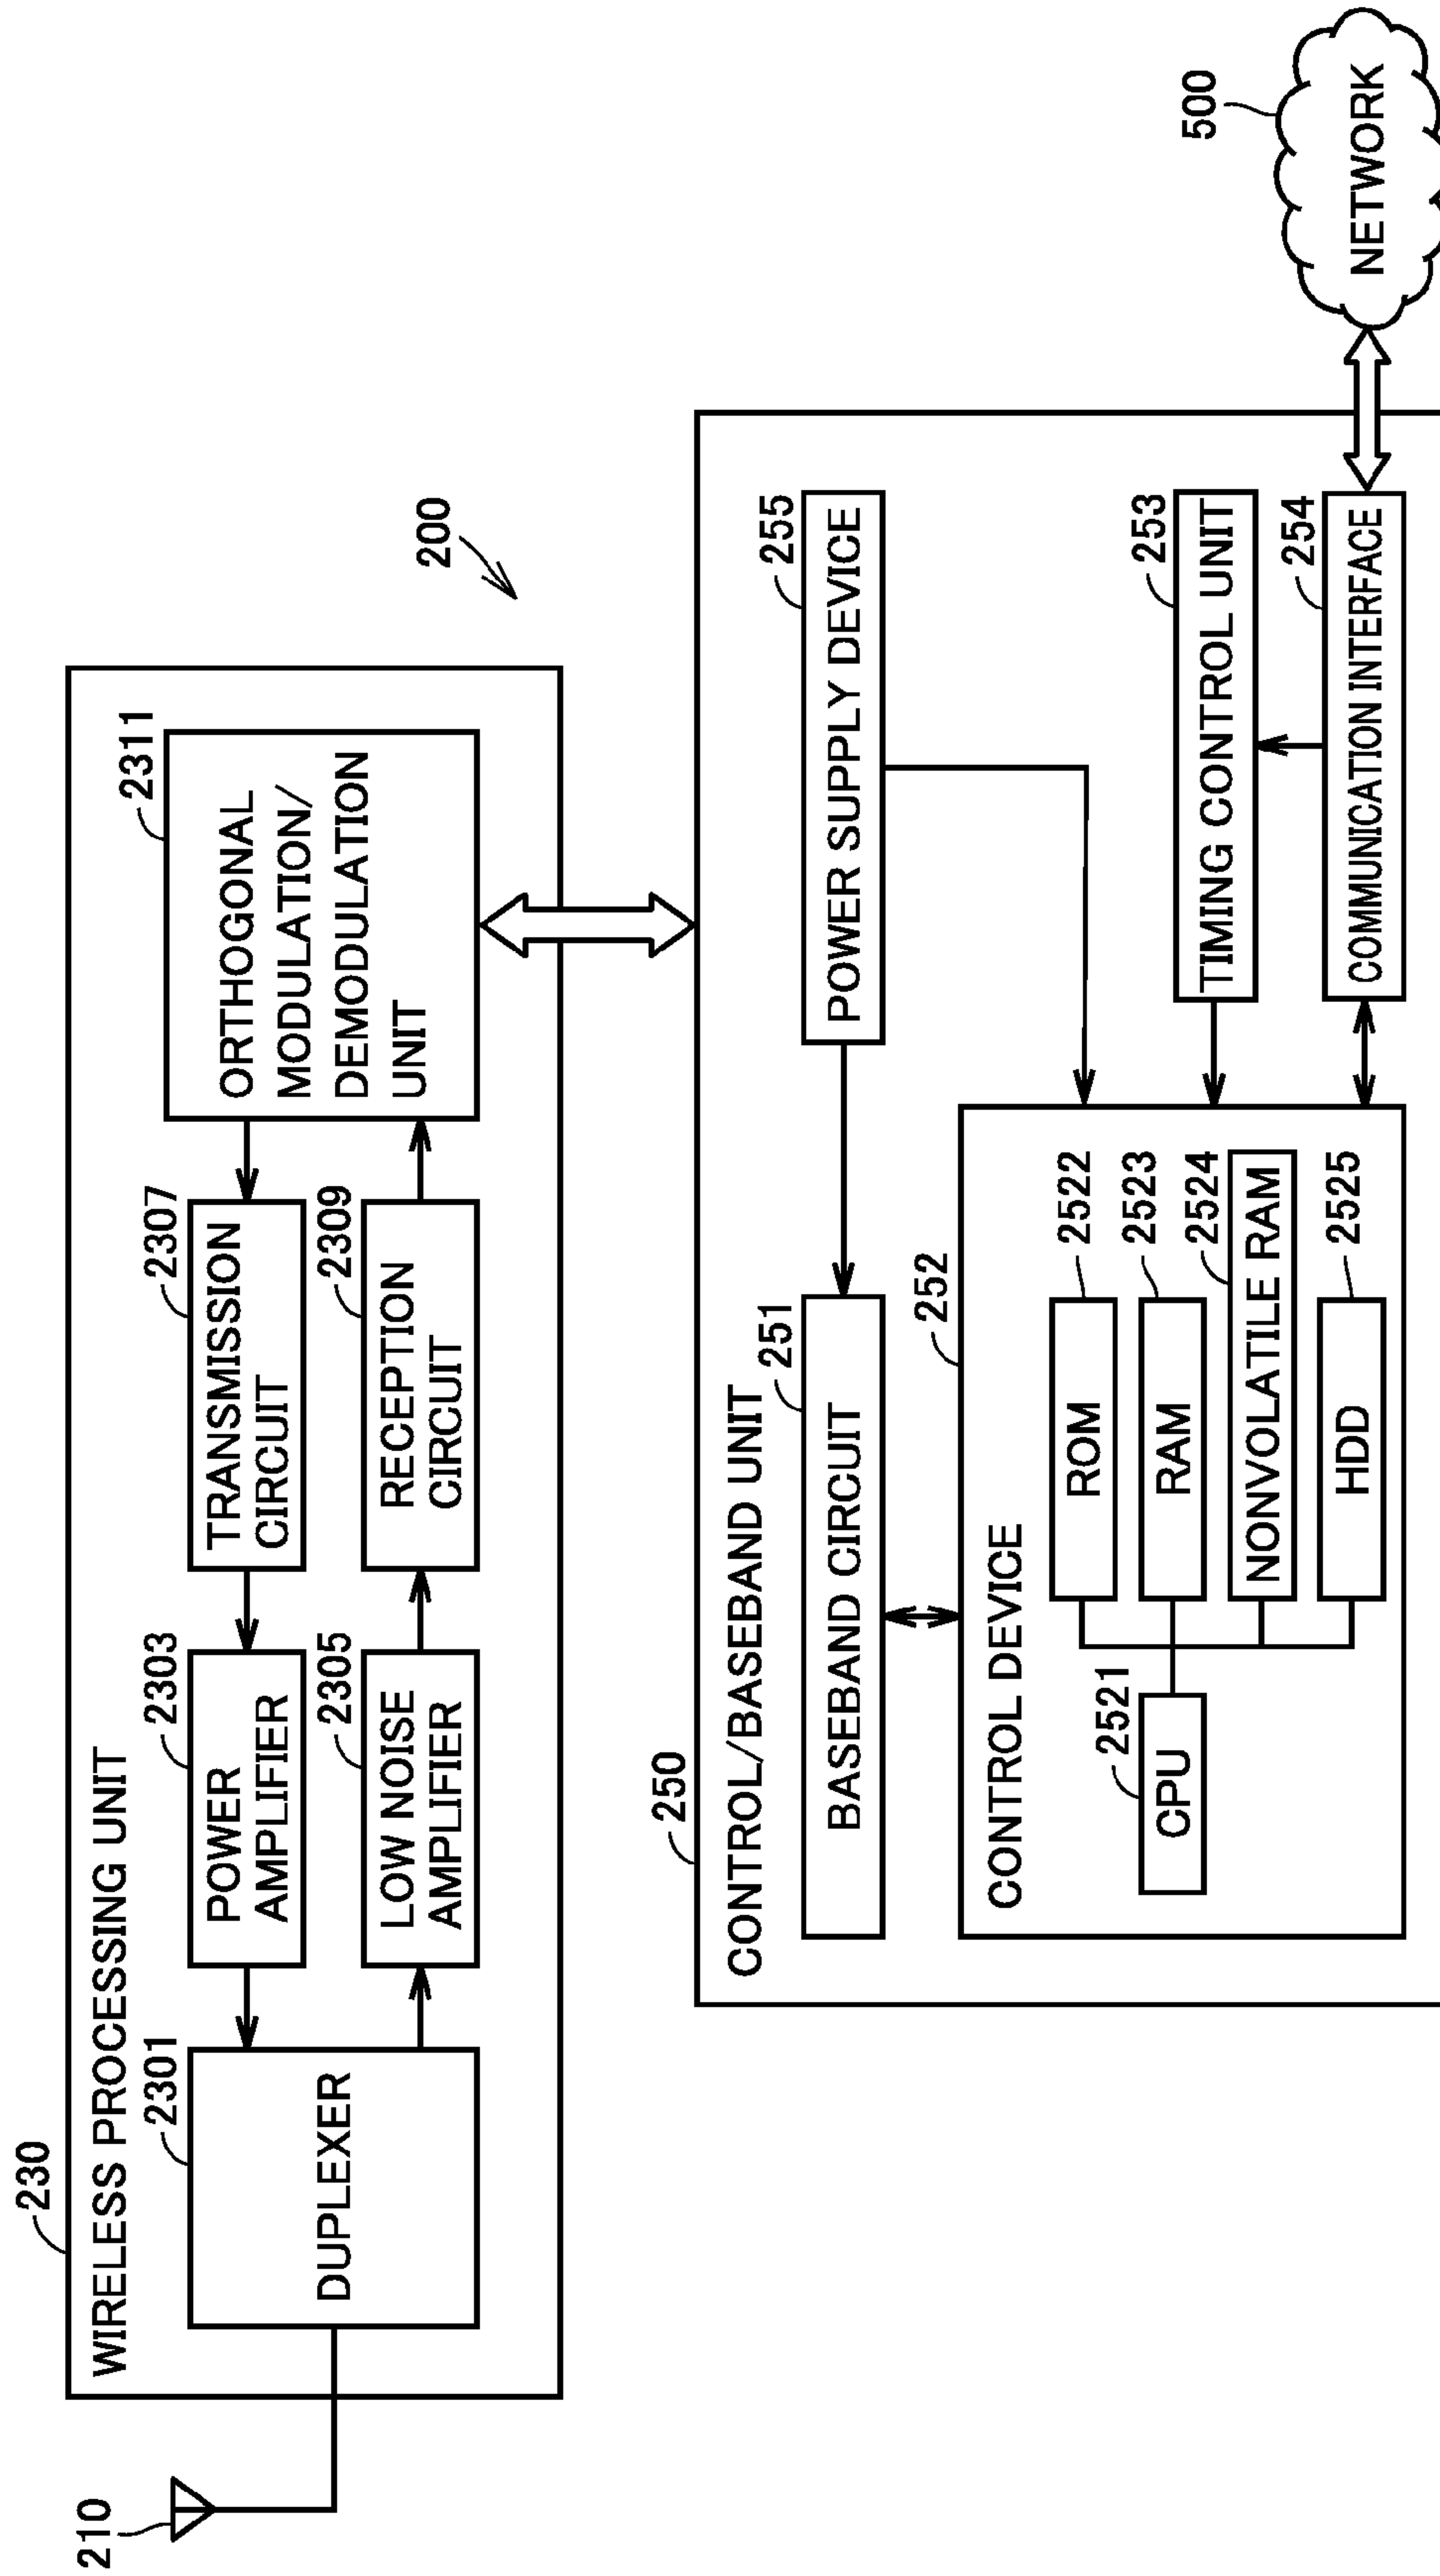 230
WIRELESS PROCESSING UNIT
210
2301
DUPLEXER
2303
POWER
AMPLIFIER
2305
LOW NOISE
AMPLIFIER
2307
TRANSMISSION
CIRCUIT
2309
RECEPTION
CIRCUIT
2311
ORTHOGONAL
MODULATION/
DEMODULATION
UNIT
200
250
CONTROL/BASEBAND UNIT
251
BASEBAND CIRCUIT
255
POWER SUPPLY DEVICE
252
CONTROL DEVICE
2521
CPU
2522
ROM
2523
RAM
2524
NONVOLATILE RAM
2525
HDD
253
TIMING CONTROL UNIT
254
COMMUNICATION INTERFACE
500
NETWORK